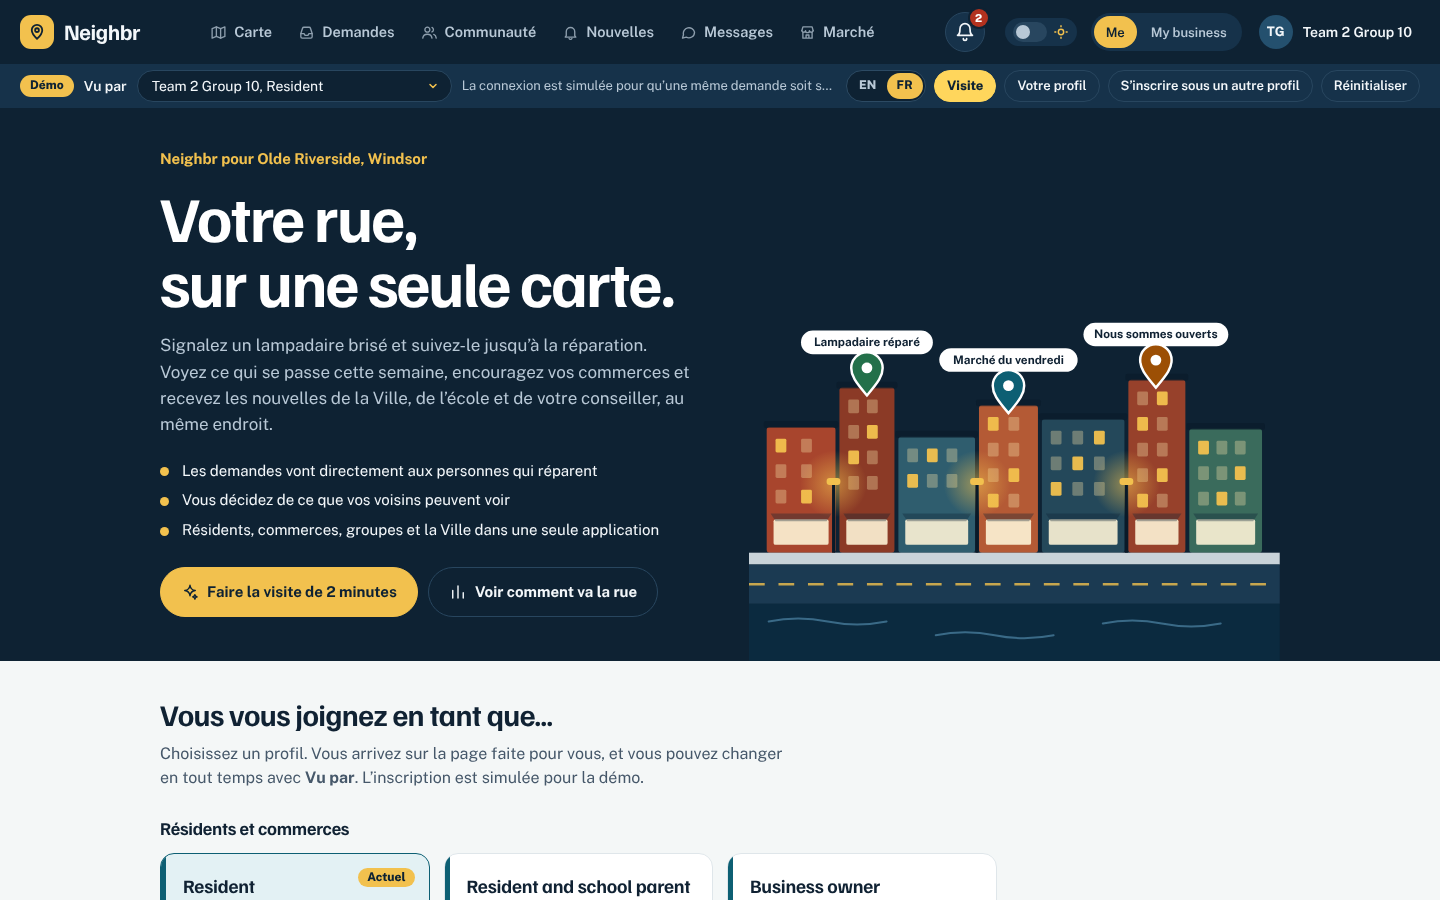 Neighbr
Carte
Demandes
Communauté
Nouvelles
Messages
Marché
2
Me
My business
TG
Team 2 Group 10
Démo
Vu par
Team 2 Group 10, Resident
La connexion est simulée pour qu'une même demande soit s...
EN
FR
Visite
Votre profil
S'inscrire sous un autre profil
Réinitialiser
Neighbr pour Olde Riverside, Windsor
Votre rue,
sur une seule carte.
Signalez un lampadaire brisé et suivez-le jusqu'à la réparation.
Voyez ce qui se passe cette semaine, encouragez vos commerces et
recevez les nouvelles de la Ville, de l'école et de votre conseiller, au
même endroit.
Les demandes vont directement aux personnes qui réparent
Vous décidez de ce que vos voisins peuvent voir
Résidents, commerces, groupes et la Ville dans une seule application
Faire la visite de 2 minutes
Voir comment va la rue
Lampadaire réparé
Marché du vendredi
Nous sommes ouverts
Vous vous joignez en tant que...
Choisissez un profil. Vous arrivez sur la page faite pour vous, et vous pouvez changer
en tout temps avec Vu par. L'inscription est simulée pour la démo.
Résidents et commerces
Resident
Actuel
Resident and school parent
Business owner